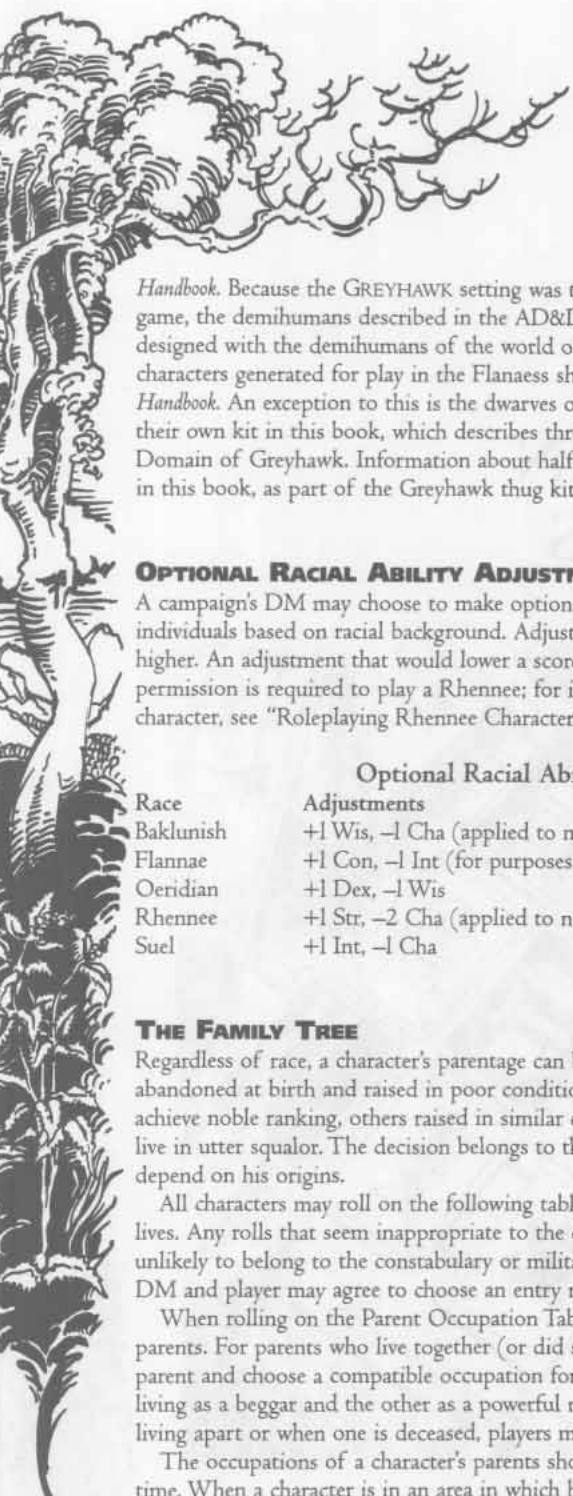 Handbook. Because the GREYHAWK setting was t
game, the demihumans described in the AD&D
designed with the demihumans of the world o
characters generated for play in the Flanaess sh
Handbook. An exception to this is the dwarves o
their own kit in this book, which describes thr
Domain of Greyhawk. Information about half
in this book, as part of the Greyhawk thug kit
OPTIONAL RACIAL ABILITY ADJUSTM
A campaign's DM may choose to make option
individuals based on racial background. Adjust
higher. An adjustment that would lower a score
permission is required to play a Rhennee; for i
character, see "Roleplaying Rhennee Character
Optional Racial Abi
Race Adjustments
Baklunish +1 Wis, –1 Cha (applied to n
Flannae +1 Con, –1 Int (for purposes
Oeridian +1 Dex, –1 Wis
Rhennee +1 Str, –2 Cha (applied to n
Suel +1 Int, –1 Cha
THE FAMILY TREE
Regardless of race, a character's parentage can b
abandoned at birth and raised in poor condition
achieve noble ranking, others raised in similar c
live in utter squalor. The decision belongs to th
depend on his origins.
All characters may roll on the following tabl
lives. Any rolls that seem inappropriate to the c
unlikely to belong to the constabulary or milita
DM and player may agree to choose an entry r
When rolling on the Parent Occupation Tab
parents. For parents who live together (or did s
parent and choose a compatible occupation for
living as a beggar and the other as a powerful n
living apart or when one is deceased, players m
The occupations of a character's parents sho
time. When a character is in an area in which h